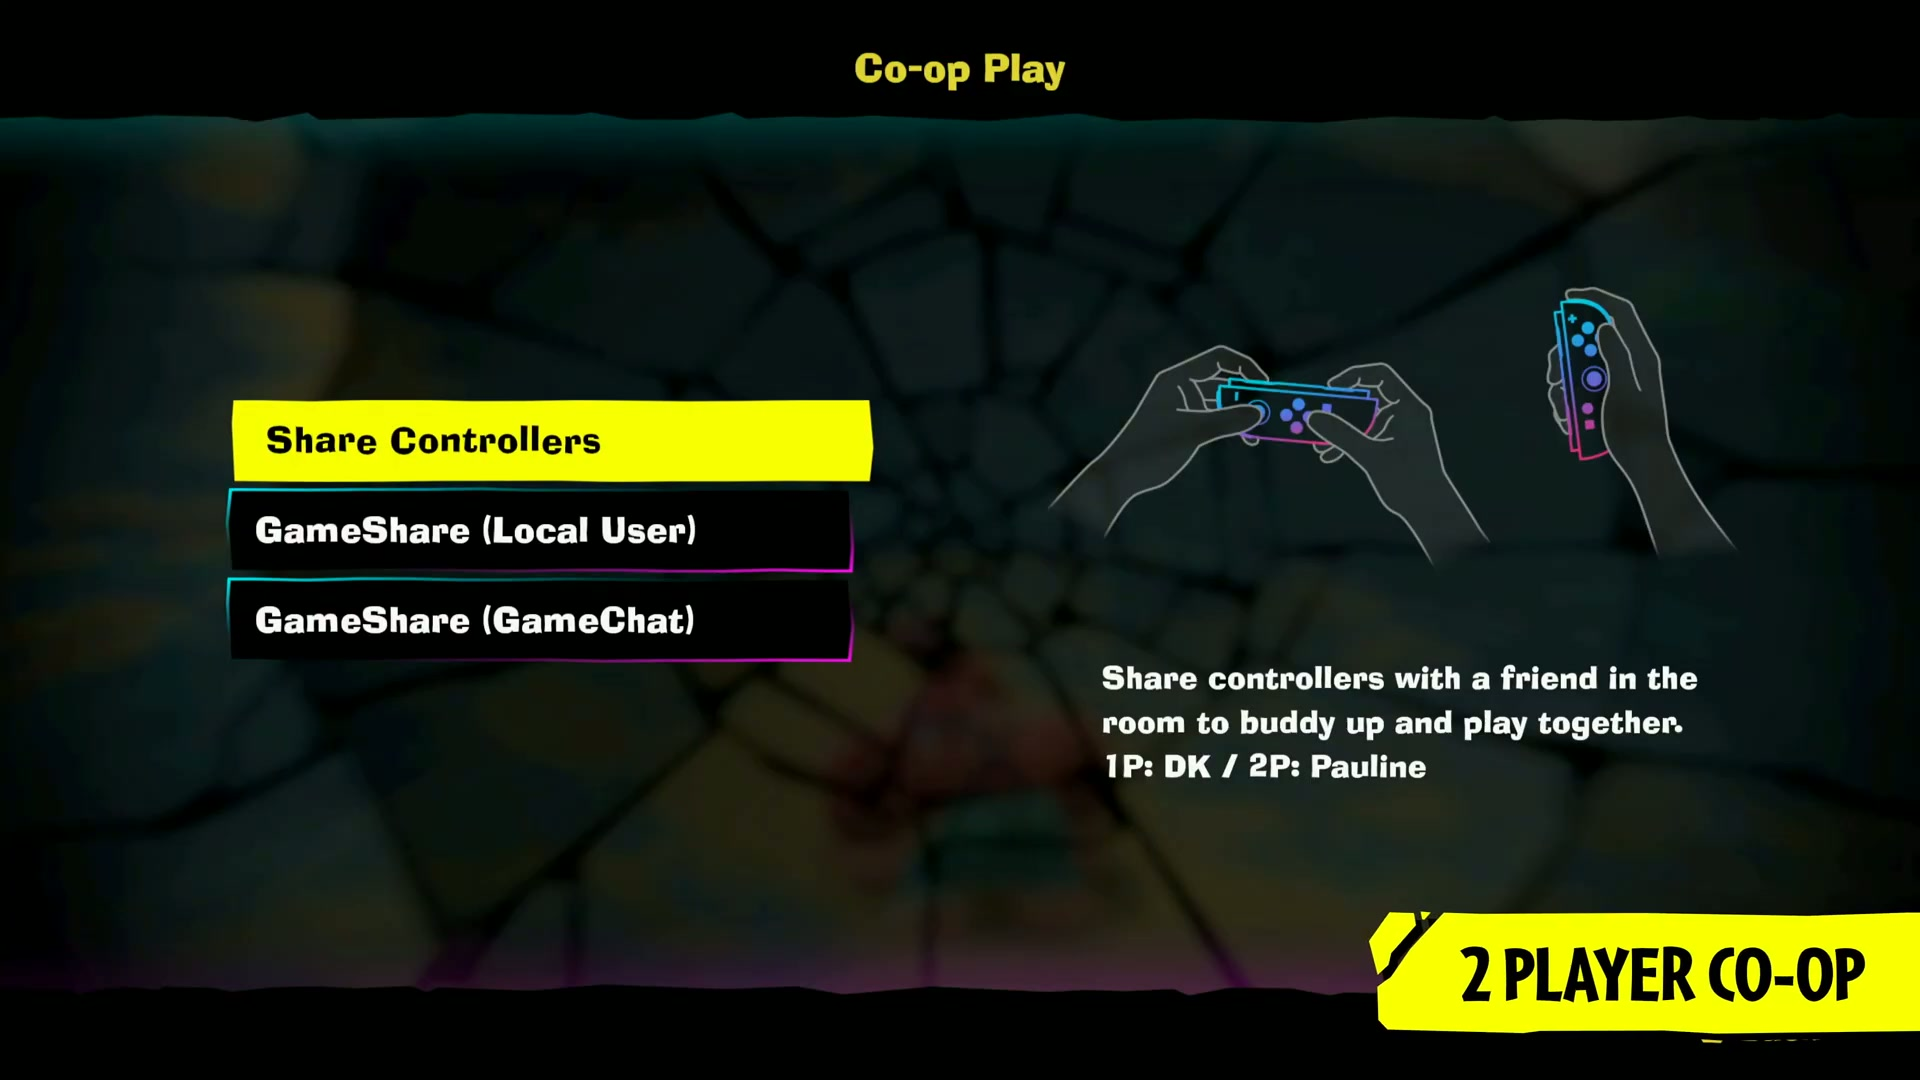 Co-op Play
Share Controllers
GameShare (Local User)
GameShare (GameChat)
Share controllers with a friend in the
room to buddy up and play together.
1P: DK / 2P: Pauline
2 PLAYER CO-OP